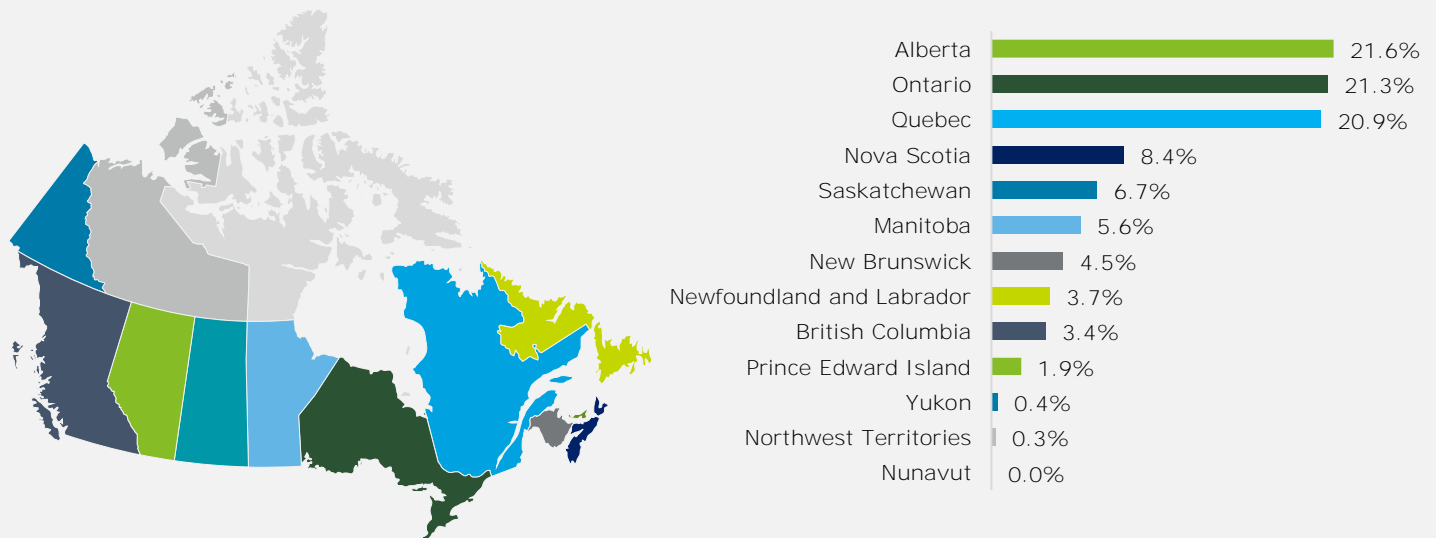 Alberta 21.6%
Ontario 21.3%
Quebec 20.9%
Nova Scotia 8.4%
Saskatchewan 6.7%
Manitoba 5.6%
New Brunswick 4.5%
Newfoundland and Labrador 3.7%
British Columbia 3.4%
Prince Edward Island 1.9%
Yukon 0.4%
Northwest Territories 0.3%
Nunavut 0.0%